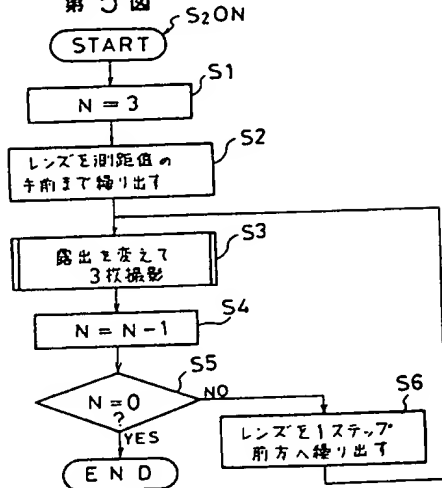 第5図
S2ON
START
S1
N=3
S2
レンズを測距値の
手前まで繰り出す
S3
露出を変えて
3枚撮影
S4
N=N-1
S5
N=0
?
NO
YES
S6
レンズを1ステップ
前方へ繰り出す
END